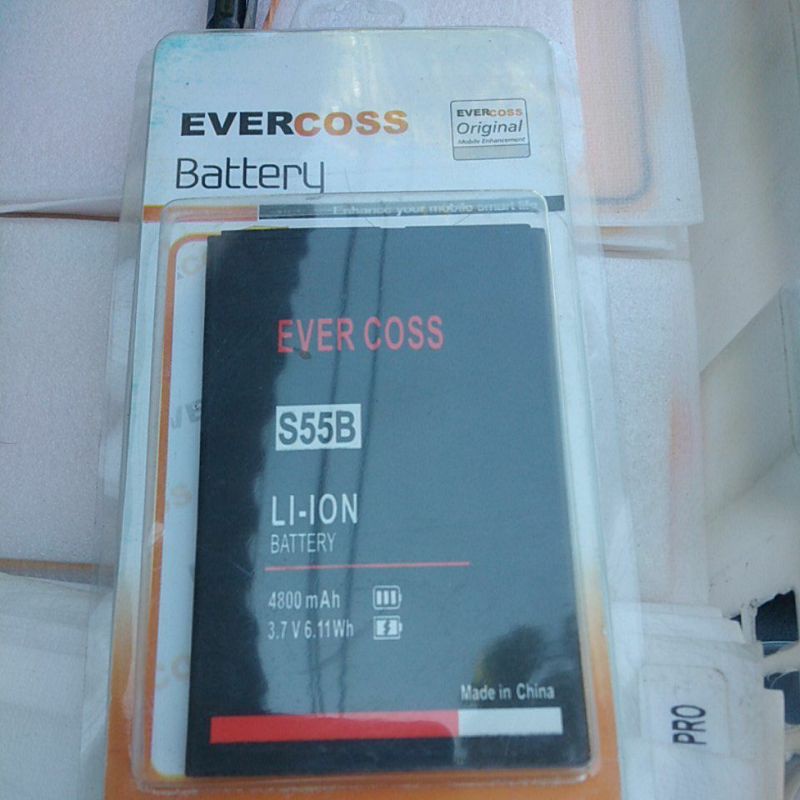 EVERCOSS
Battery
EVERCOSS
Original
Mobile Enhancement
Enhance your mobile smart life
EVER COSS
S55B
LI-ION
BATTERY
4800 mAh
3.7 V 6.11Wh
Made in China
PRO